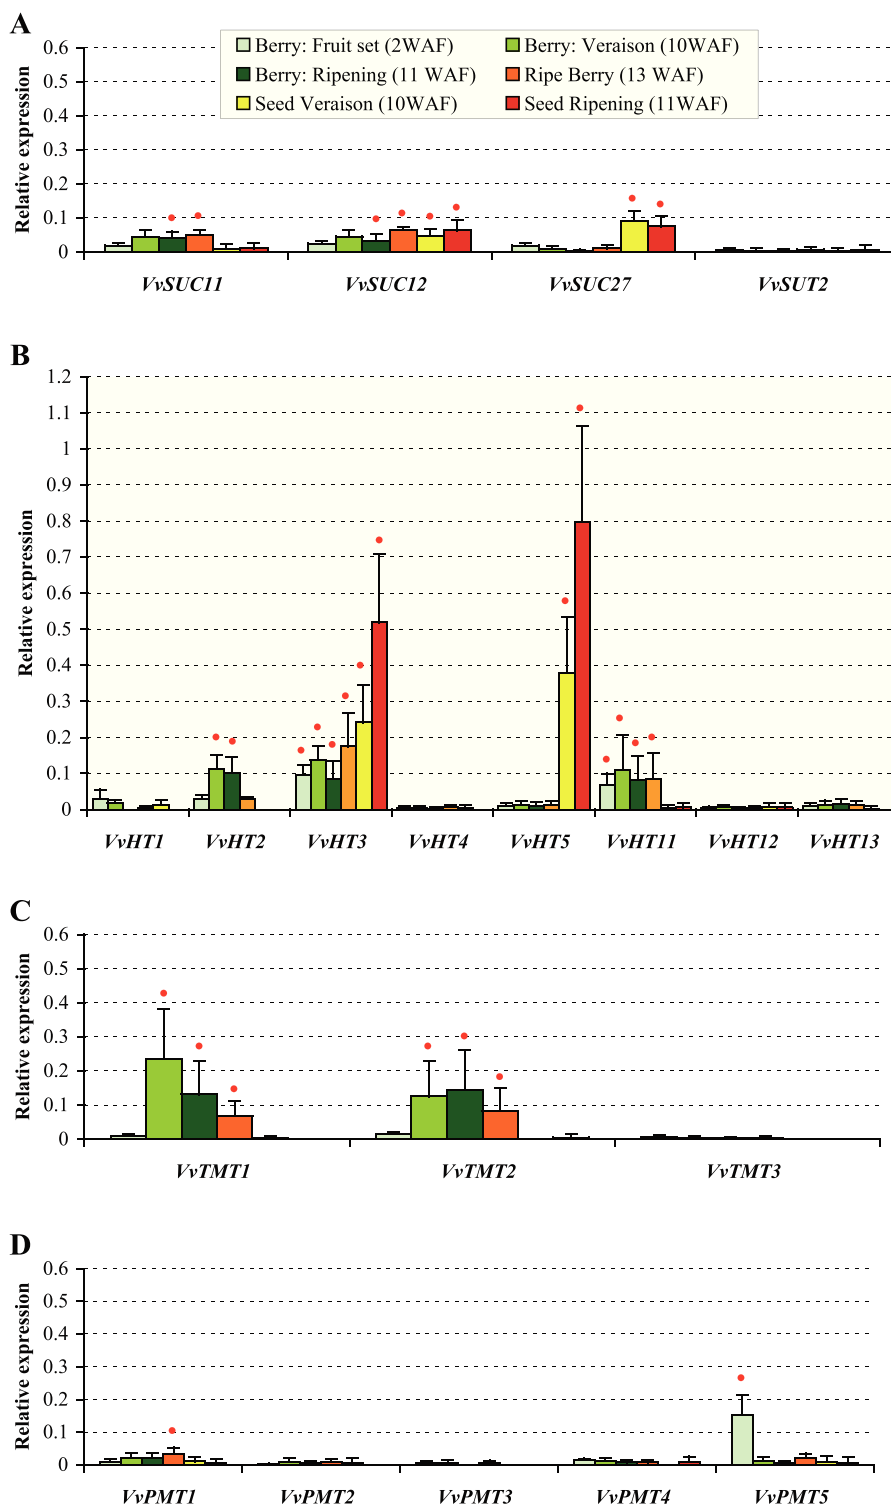 A
0.6
0.5
0.4
0.3
0.2
0.1
0
Relative expression
Berry: Fruit set (2WAF)
Berry: Veraison (10WAF)
Berry: Ripening (11 WAF)
Ripe Berry (13 WAF)
Seed Veraison (10WAF)
Seed Ripening (11WAF)
VvSUC11 VvSUC12 VvSUC27 VvSUT2
B
1.2
1.1
1
0.9
0.8
0.7
0.6
0.5
0.4
0.3
0.2
0.1
0
Relative expression
VvHT1 VvHT2 VvHT3 VvHT4 VvHT5 VvHT11 VvHT12 VvHT13
C
0.6
0.5
0.4
0.3
0.2
0.1
0
Relative expression
VvTMT1 VvTMT2 VvTMT3
D
0.6
0.5
0.4
0.3
0.2
0.1
0
Relative expression
VvPMT1 VvPMT2 VvPMT3 VvPMT4 VvPMT5